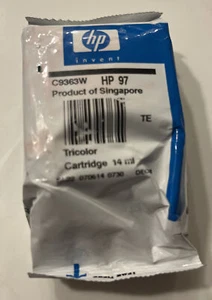 hp
invent
C9363W HP 97
Product of Singapore
TE
Tricolor
Cartridge 14 ml